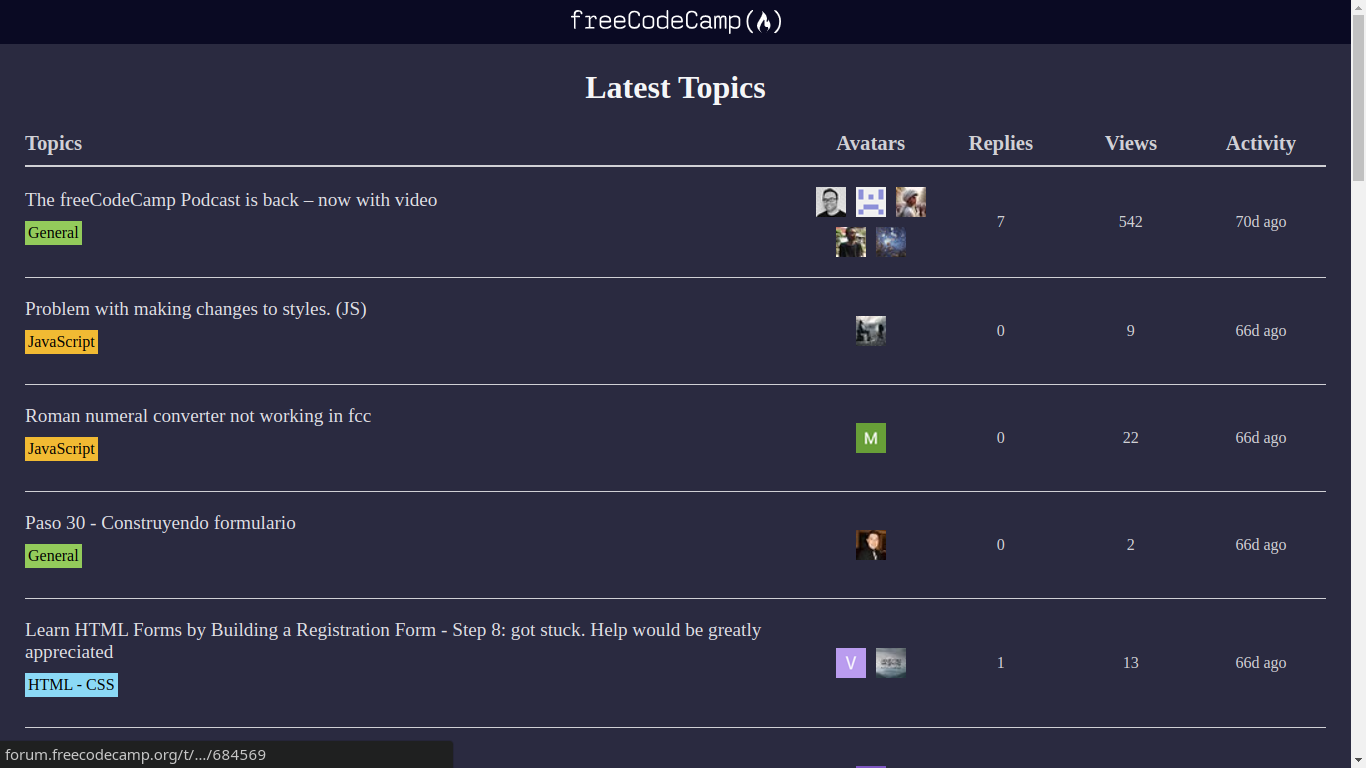 freeCodeCamp(🔥)
Latest Topics
Topics Avatars Replies Views Activity
The freeCodeCamp Podcast is back – now with video
General
7 542 70d ago
Problem with making changes to styles. (JS)
JavaScript
0 9 66d ago
Roman numeral converter not working in fcc
JavaScript
M
0 22 66d ago
Paso 30 - Construyendo formulario
General
0 2 66d ago
Learn HTML Forms by Building a Registration Form - Step 8: got stuck. Help would be greatly
appreciated
HTML - CSS
V
1 13 66d ago
forum.freecodecamp.org/t/.../684569